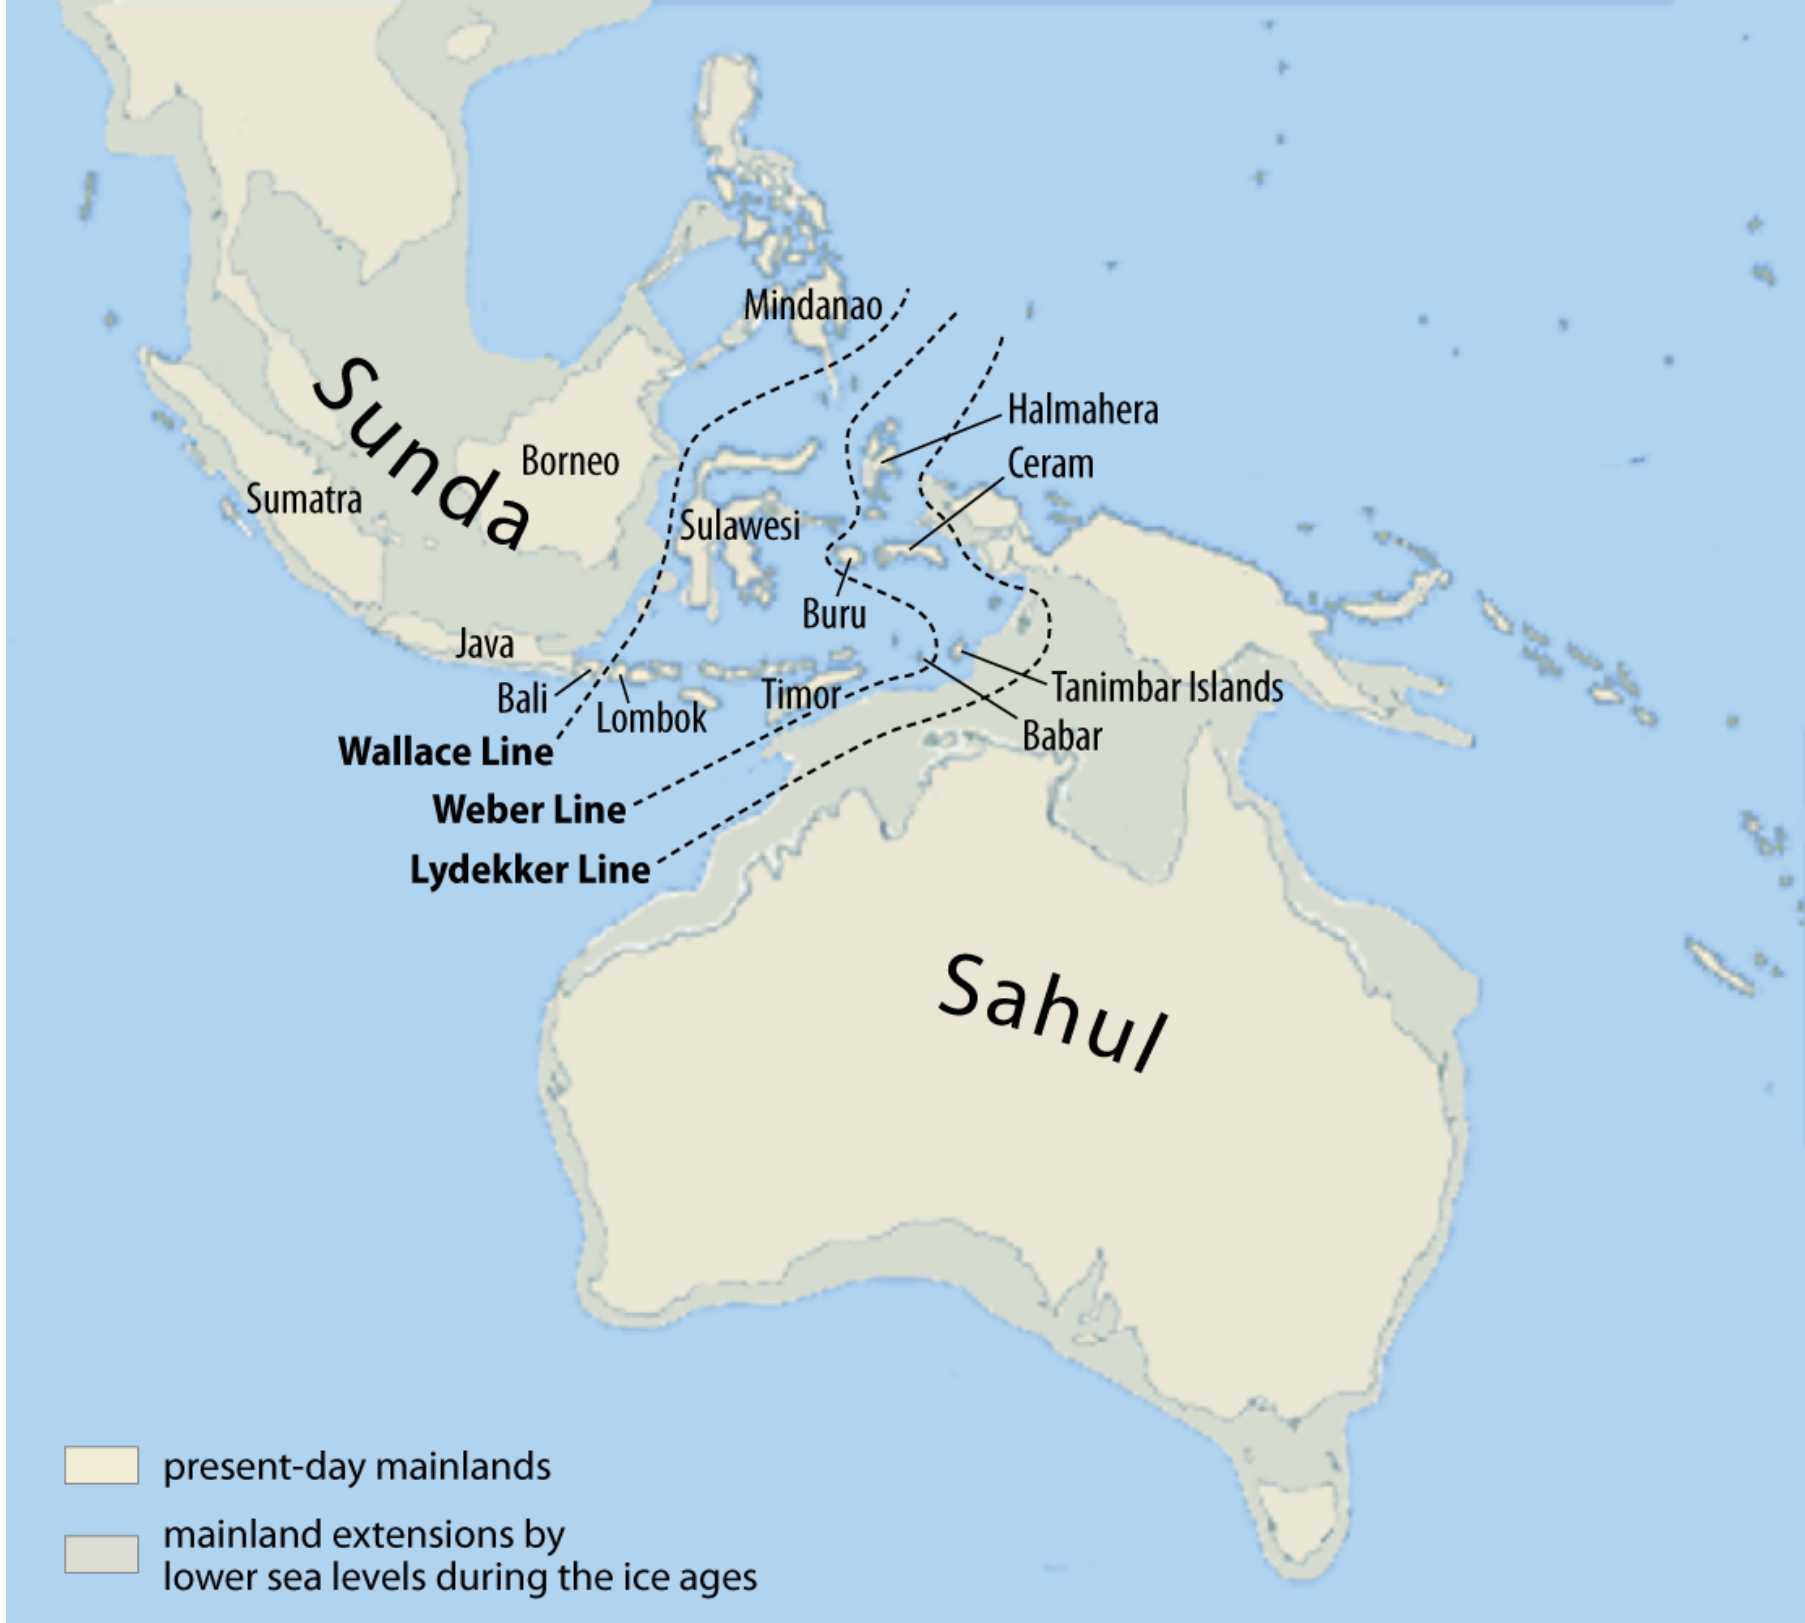 Mindanao
Halmahera
Ceram
Sunda
Borneo
Sumatra
Sulawesi
Buru
Java
Bali
Lombok
Timor
Tanimbar Islands
Babar
Wallace Line
Weber Line
Lydekker Line
Sahul
present-day mainlands
mainland extensions by
lower sea levels during the ice ages